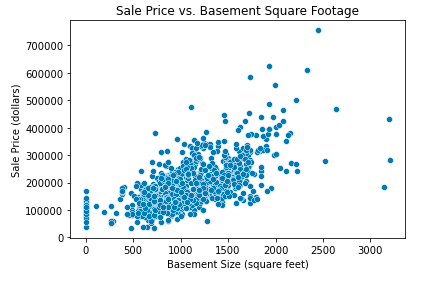 Sale Price vs. Basement Square Footage
Sale Price (dollars)
700000
600000
500000
400000
300000
200000
100000
0
0 500 1000 1500 2000 2500 3000
Basement Size (square feet)